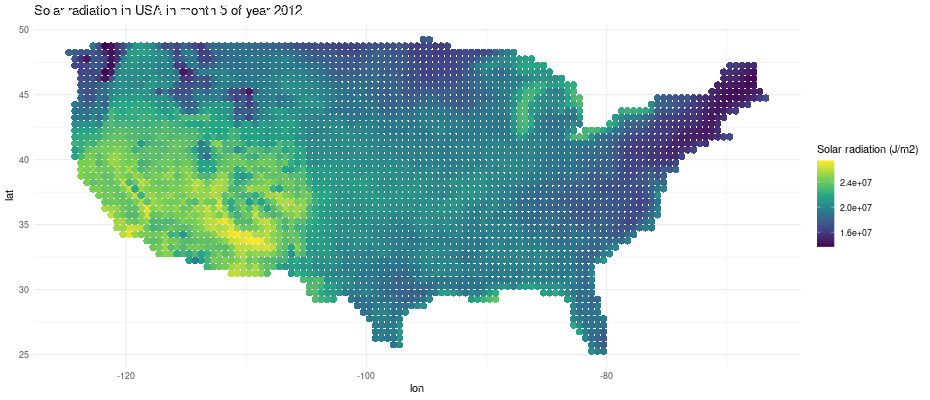 Solar radiation in USA in month 5 of year 2012
50
45
40
35
30
25
lat
-120
-100
-80
lon
Solar radiation (J/m2)
2.4e+07
2.0e+07
1.6e+07